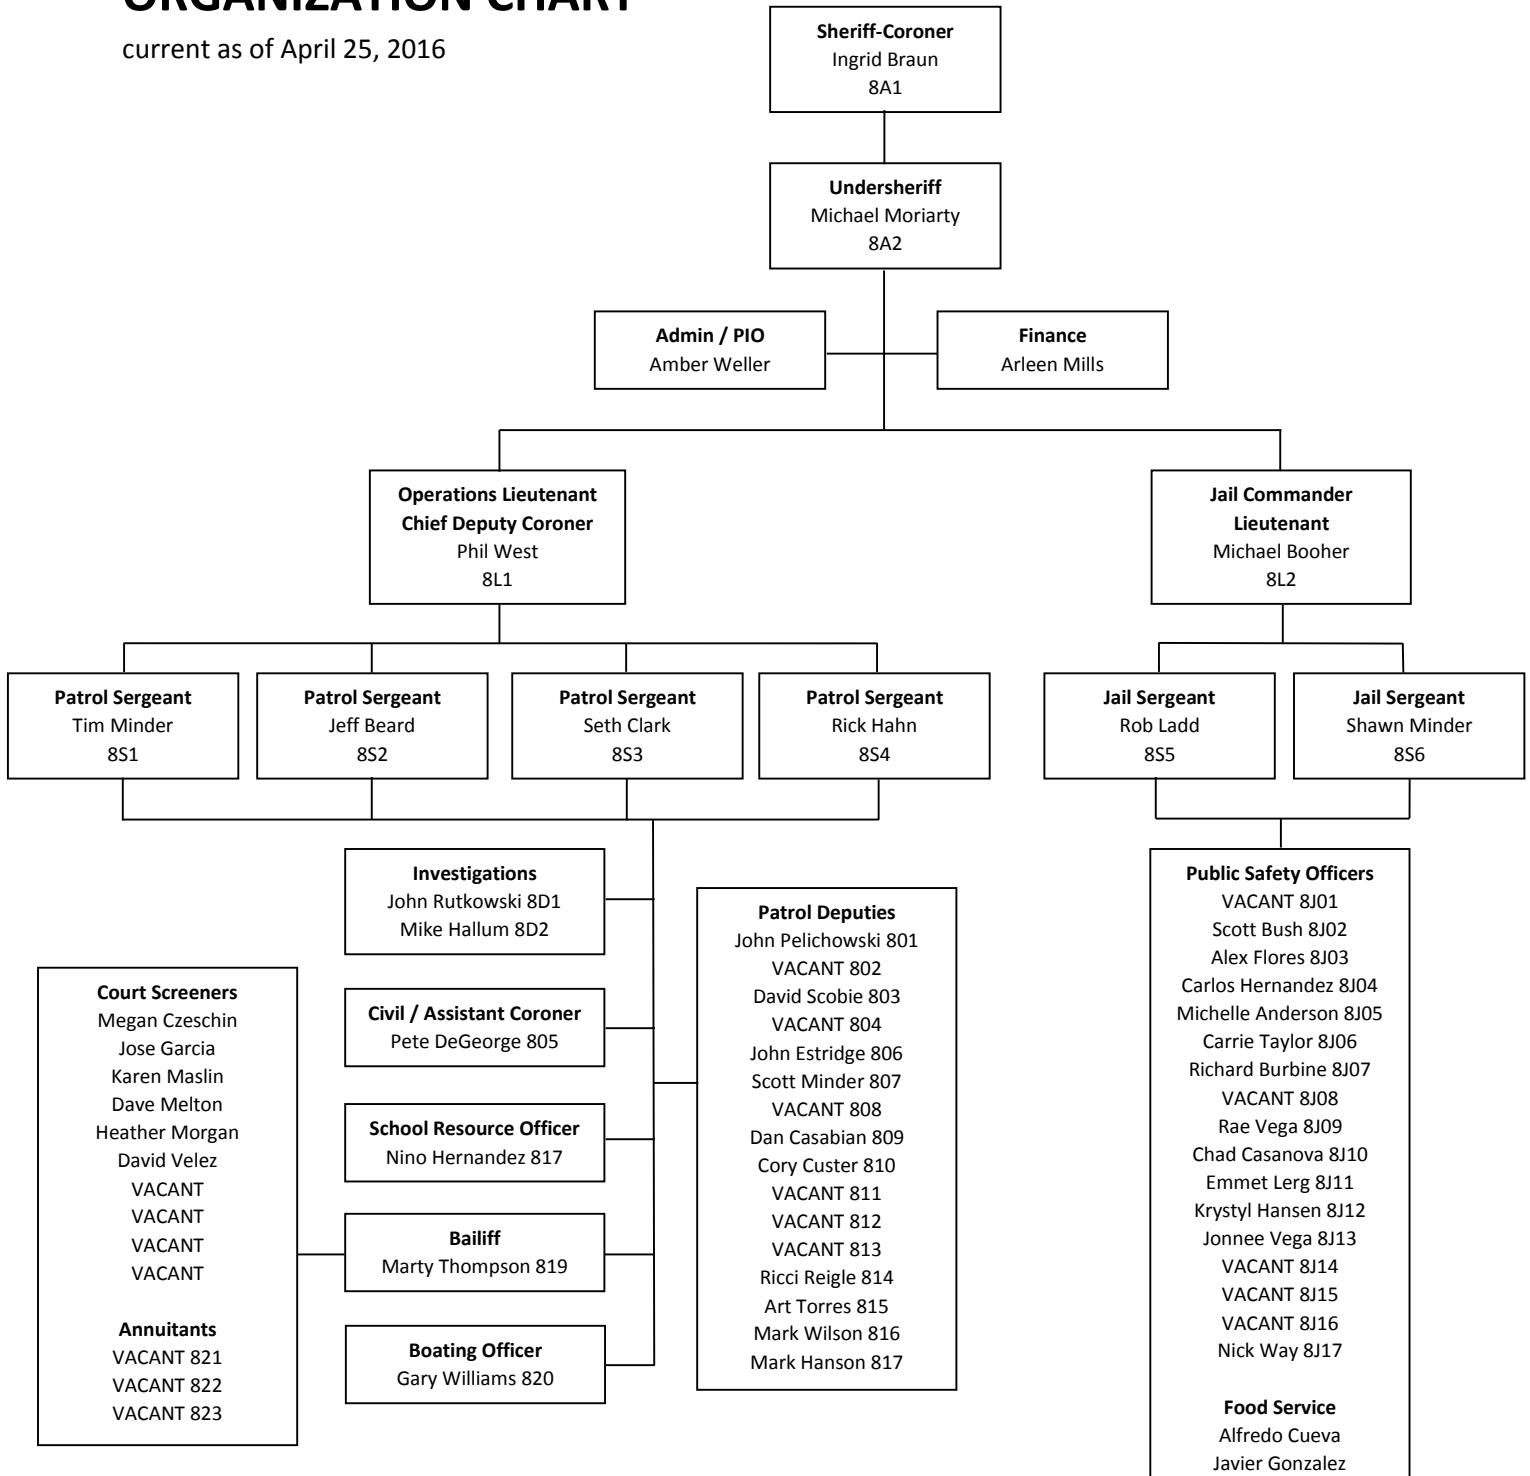 ORGANIZATION CHART
current as of April 25, 2016
Sheriff-Coroner
Ingrid Braun
8A1
Undersheriff
Michael Moriarty
8A2
Admin / PIO
Amber Weller
Finance
Arleen Mills
Operations Lieutenant
Chief Deputy Coroner
Phil West
8L1
Jail Commander
Lieutenant
Michael Booher
8L2
Patrol Sergeant
Tim Minder
8S1
Patrol Sergeant
Jeff Beard
8S2
Patrol Sergeant
Seth Clark
8S3
Patrol Sergeant
Rick Hahn
8S4
Jail Sergeant
Rob Ladd
8S5
Jail Sergeant
Shawn Minder
8S6
Investigations
John Rutkowski 8D1
Mike Hallum 8D2
Civil / Assistant Coroner
Pete DeGeorge 805
School Resource Officer
Nino Hernandez 817
Bailiff
Marty Thompson 819
Boating Officer
Gary Williams 820
Court Screeners
Megan Czeschin
Jose Garcia
Karen Maslin
Dave Melton
Heather Morgan
David Velez
VACANT
VACANT
VACANT
VACANT
Annuitants
VACANT 821
VACANT 822
VACANT 823
Patrol Deputies
John Pelichowski 801
VACANT 802
David Scobie 803
VACANT 804
John Estridge 806
Scott Minder 807
VACANT 808
Dan Casabian 809
Cory Custer 810
VACANT 811
VACANT 812
VACANT 813
Ricci Reigle 814
Art Torres 815
Mark Wilson 816
Mark Hanson 817
Public Safety Officers
VACANT 8J01
Scott Bush 8J02
Alex Flores 8J03
Carlos Hernandez 8J04
Michelle Anderson 8J05
Carrie Taylor 8J06
Richard Burbine 8J07
VACANT 8J08
Rae Vega 8J09
Chad Casanova 8J10
Emmet Lerg 8J11
Krystyl Hansen 8J12
Jonnee Vega 8J13
VACANT 8J14
VACANT 8J15
VACANT 8J16
Nick Way 8J17
Food Service
Alfredo Cueva
Javier Gonzalez